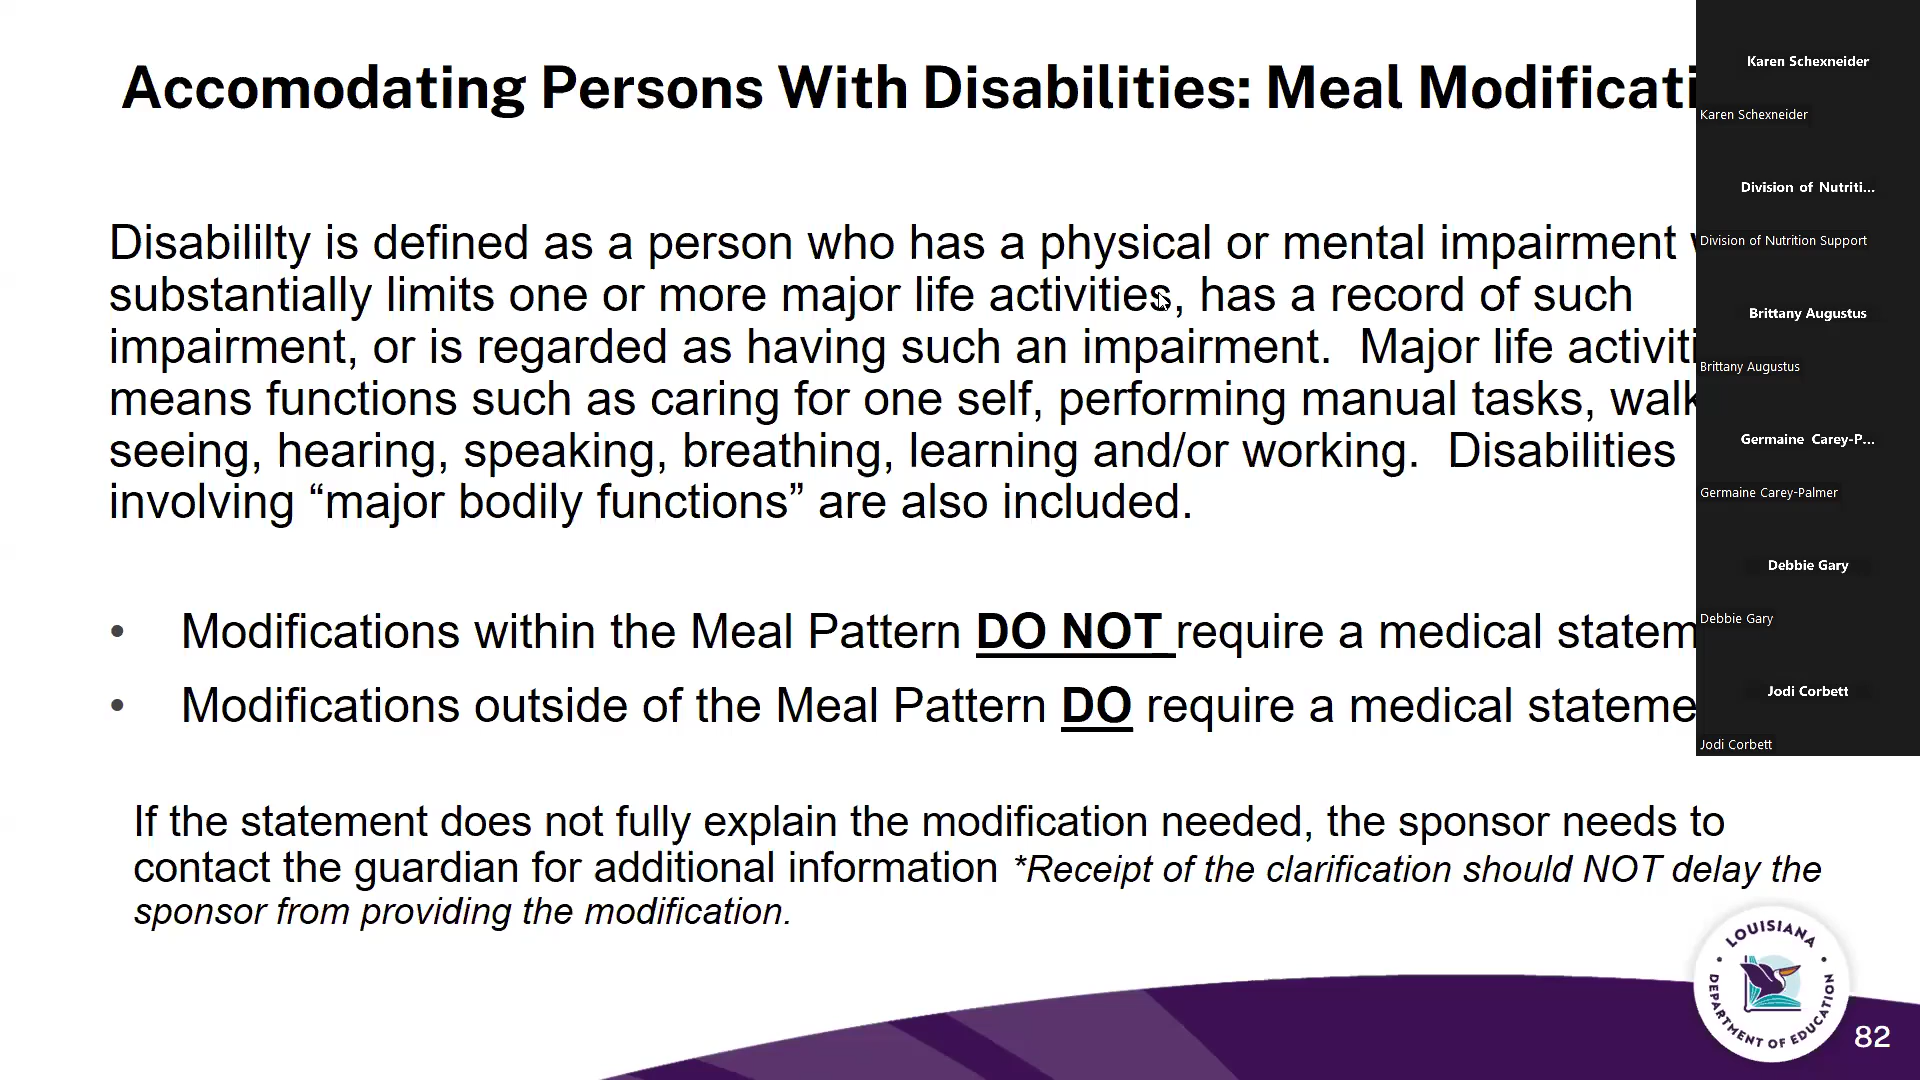 Accomodating Persons With Disabilities: Meal Modificati
Disabililty is defined as a person who has a physical or mental impairment
substantially limits one or more major life activities, has a record of such
impairment, or is regarded as having such an impairment.  Major life activiti
means functions such as caring for one self, performing manual tasks, walk
seeing, hearing, speaking, breathing, learning and/or working.  Disabilities
involving “major bodily functions” are also included.
• Modifications within the Meal Pattern DO NOT require a medical statem
• Modifications outside of the Meal Pattern DO require a medical stateme
If the statement does not fully explain the modification needed, the sponsor needs to
contact the guardian for additional information *Receipt of the clarification should NOT delay the
sponsor from providing the modification.
Karen Schexneider
Karen Schexneider
Division of Nutriti...
Division of Nutrition Support
Brittany Augustus
Brittany Augustus
Germaine Carey-P...
Germaine Carey-Palmer
Debbie Gary
Debbie Gary
Jodi Corbett
Jodi Corbett
LOUISIANA
DEPARTMENT OF EDUCATION
82